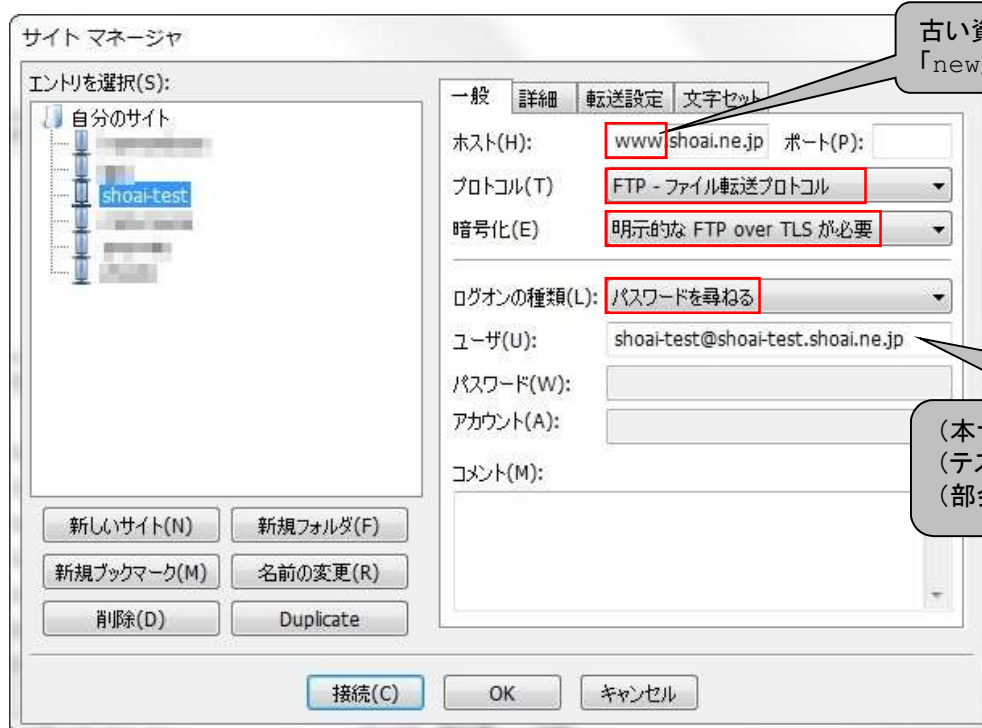 サイト マネージャ
古い
「new
エントリを選択(S):
自分のサイト
shoai-test
新しいサイト(N)
新規フォルダ(F)
新規ブックマーク(M)
名前の変更(R)
削除(D)
Duplicate
一般
詳細
転送設定
文字セット
ホスト(H):
www.shoai.ne.jp
ポート(P):
プロトコル(T)
FTP - ファイル転送プロトコル
暗号化(E)
明示的な FTP over TLS が必要
ログオンの種類(L):
パスワードを尋ねる
ユーザ(U):
shoai-test@shoai-test.shoai.ne.jp
パスワード(W):
アカウント(A):
(本
(テ
(部
コメント(M):
接続(C)
OK
キャンセル